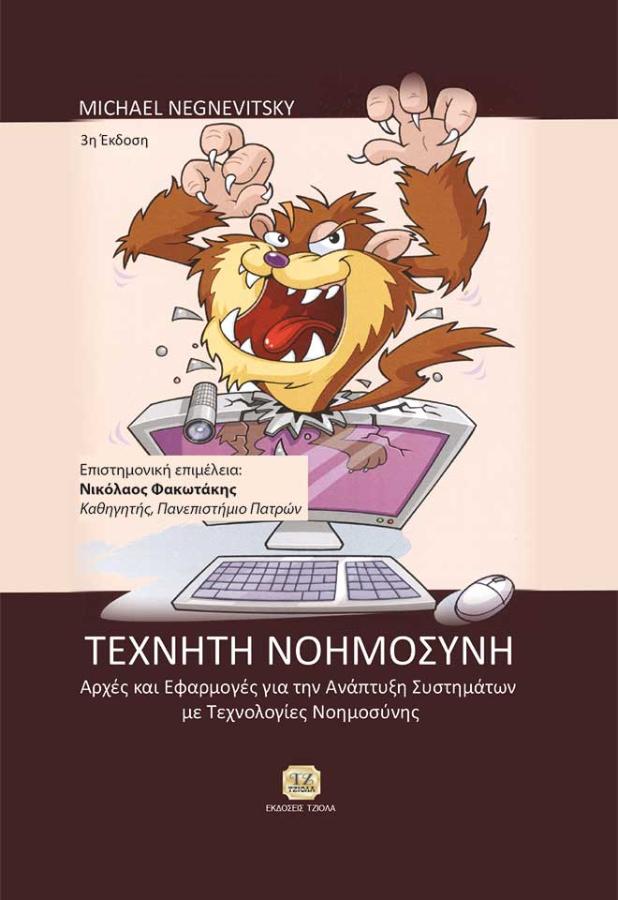 MICHAEL NEGNEVITSKY
3η Έκδοση
Επιστημονική επιμέλεια:
Νικόλαος Φακωτάκης
Καθηγητής, Πανεπιστήμιο Πατρών
ΤΕΧΝΗΤΗ ΝΟΗΜΟΣΥΝΗ
Αρχές και Εφαρμογές για την Ανάπτυξη Συστημάτων
με Τεχνολογίες Νοημοσύνης
TZ
ΤΖΙΟΛΑ
ΕΚΔΟΣΕΙΣ ΤΖΙΟΛΑ